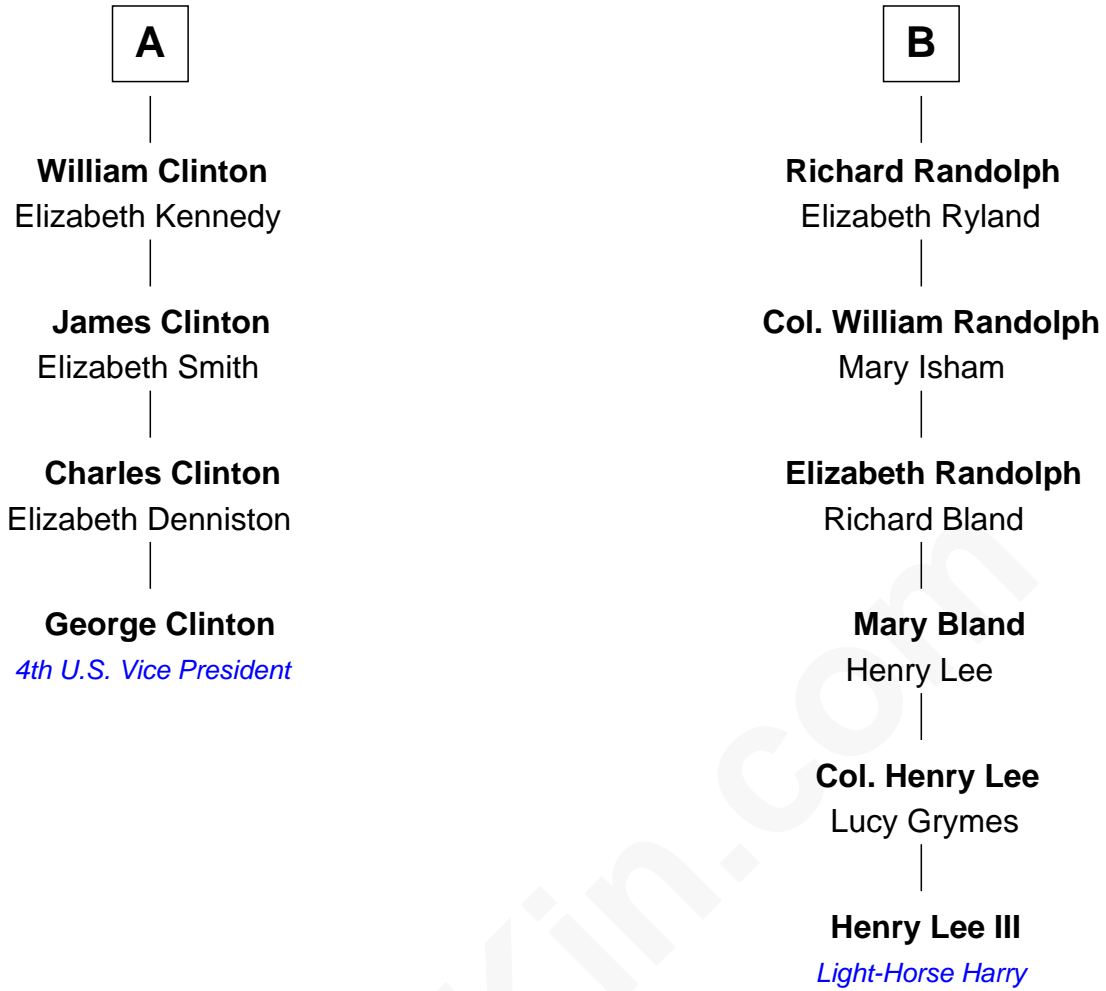 A
William Clinton
Elizabeth Kennedy
James Clinton
Elizabeth Smith
Charles Clinton
Elizabeth Denniston
George Clinton
4th U.S. Vice President
B
Richard Randolph
Elizabeth Ryland
Col. William Randolph
Mary Isham
Elizabeth Randolph
Richard Bland
Mary Bland
Henry Lee
Col. Henry Lee
Lucy Grymes
Henry Lee III
Light-Horse Harry
Kin.com